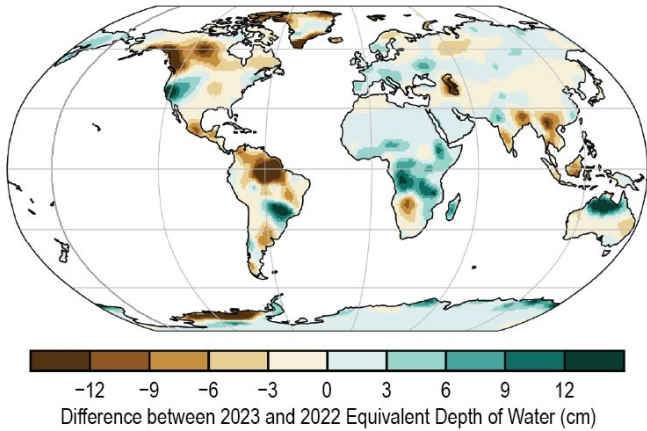 −12 −9 −6 −3 0 3 6 9 12
Difference between 2023 and 2022 Equivalent Depth of Water (cm)